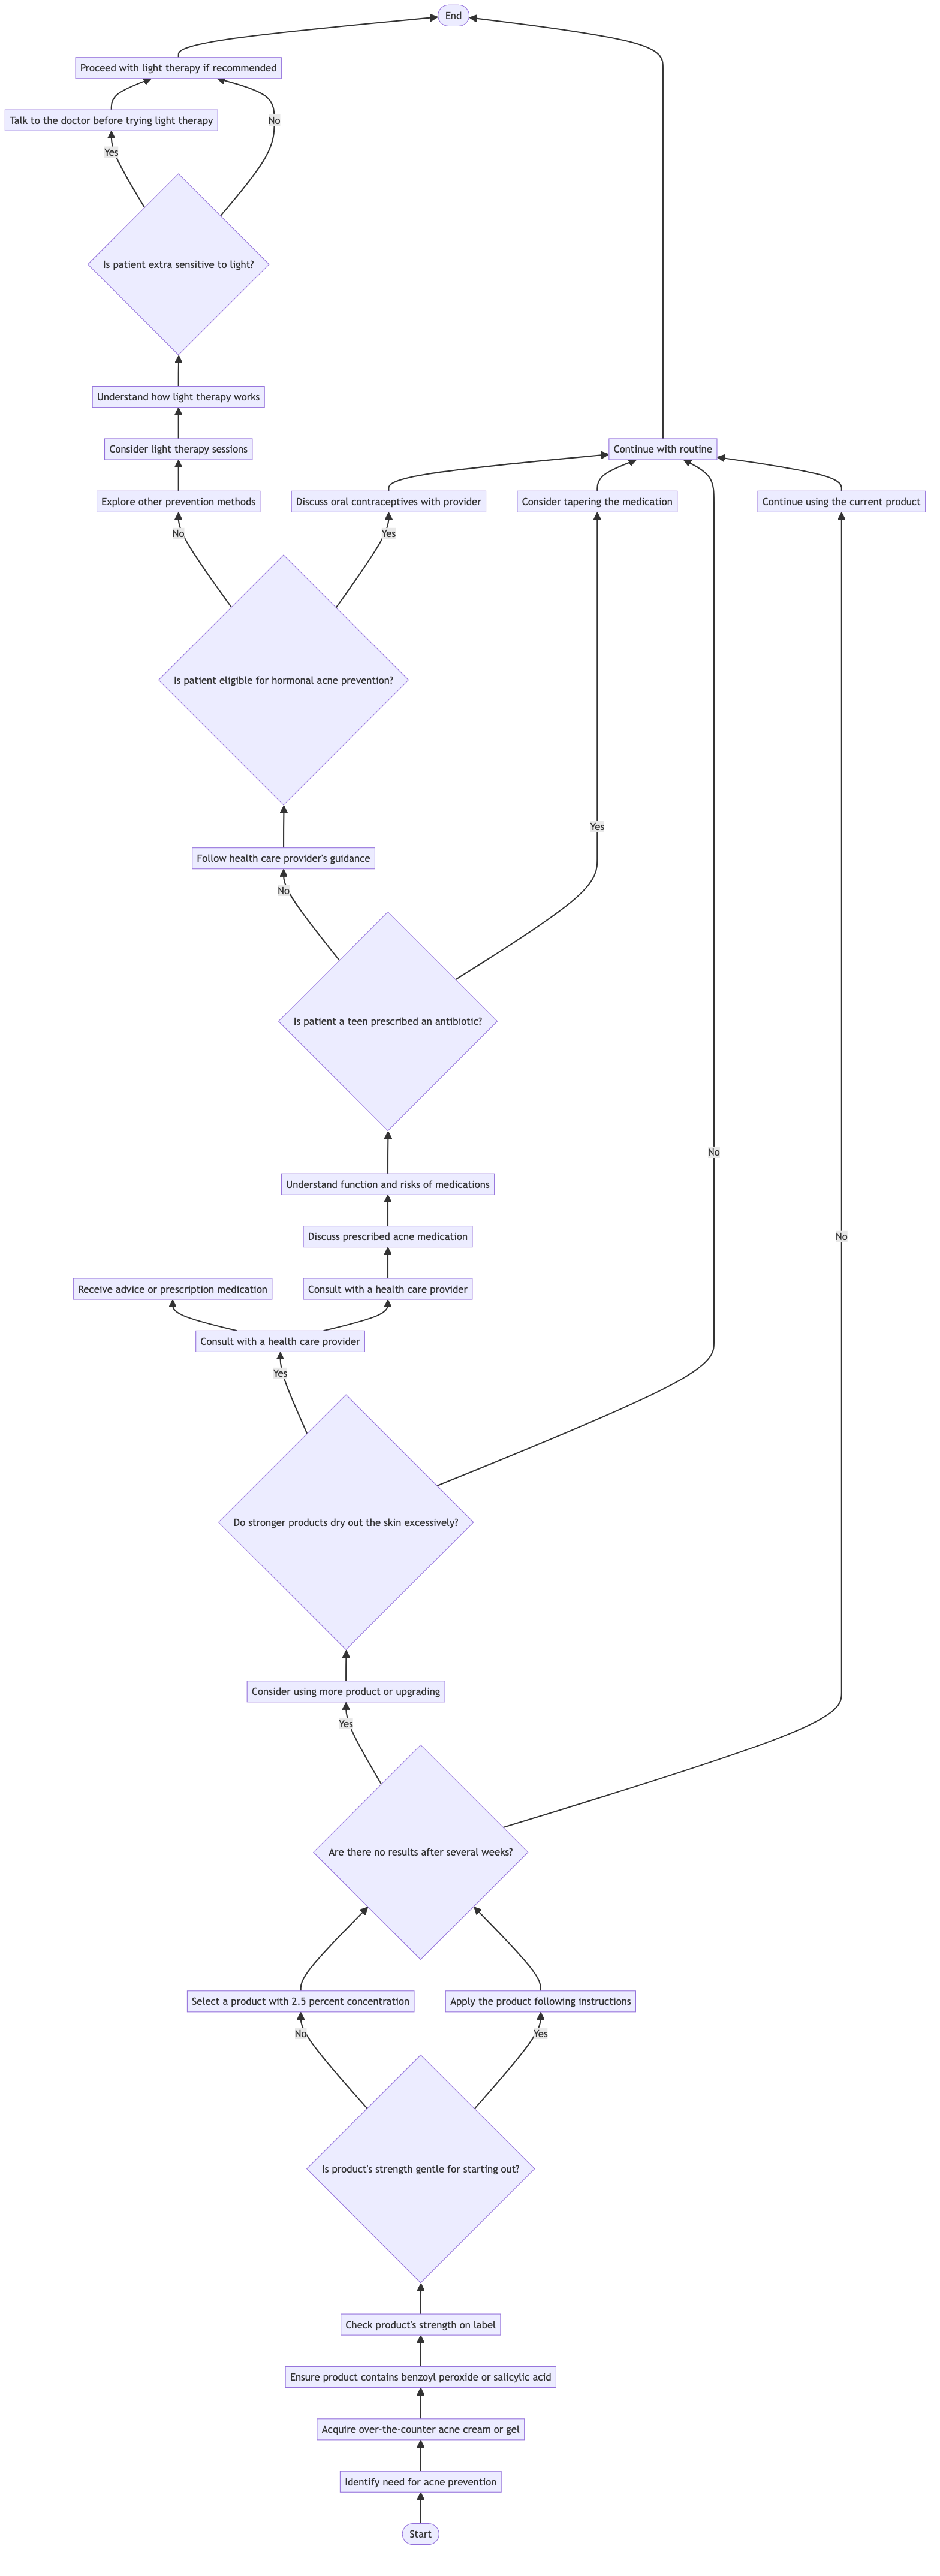 End
Proceed with light therapy if recommended
Talk to the doctor before trying light therapy
No
Yes
Is patient extra sensitive to light?
Understand how light therapy works
Consider light therapy sessions
Continue with routine
Explore other prevention methods
Discuss oral contraceptives with provider
Consider tapering the medication
Continue using the current product
No
Yes
Is patient eligible for hormonal acne prevention?
Yes
Follow health care provider's guidance
No
Is patient a teen prescribed an antibiotic?
No
Understand function and risks of medications
Discuss prescribed acne medication
No
Receive advice or prescription medication
Consult with a health care provider
Consult with a health care provider
Yes
Do stronger products dry out the skin excessively?
Consider using more product or upgrading
Yes
Are there no results after several weeks?
Select a product with 2.5 percent concentration
Apply the product following instructions
No
Yes
Is product's strength gentle for starting out?
Check product's strength on label
Ensure product contains benzoyl peroxide or salicylic acid
Acquire over-the-counter acne cream or gel
Identify need for acne prevention
Start